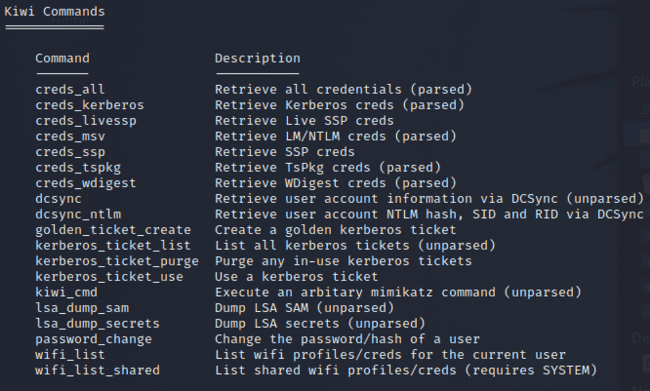 Kiwi Commands
=============
Command Description
------- -----------
creds_all Retrieve all credentials (parsed)
creds_kerberos Retrieve Kerberos creds (parsed)
creds_livessp Retrieve Live SSP creds
creds_msv Retrieve LM/NTLM creds (parsed)
creds_ssp Retrieve SSP creds
creds_tspkg Retrieve TsPkg creds (parsed)
creds_wdigest Retrieve WDigest creds (parsed)
dcsync Retrieve user account information via DCSync (unparsed)
dcsync_ntlm Retrieve user account NTLM hash, SID and RID via DCSync
golden_ticket_create Create a golden kerberos ticket
kerberos_ticket_list List all kerberos tickets (unparsed)
kerberos_ticket_purge Purge any in-use kerberos tickets
kerberos_ticket_use Use a kerberos ticket
kiwi_cmd Execute an arbitary mimikatz command (unparsed)
lsa_dump_sam Dump LSA SAM (unparsed)
lsa_dump_secrets Dump LSA secrets (unparsed)
password_change Change the password/hash of a user
wifi_list List wifi profiles/creds for the current user
wifi_list_shared List shared wifi profiles/creds (requires SYSTEM)